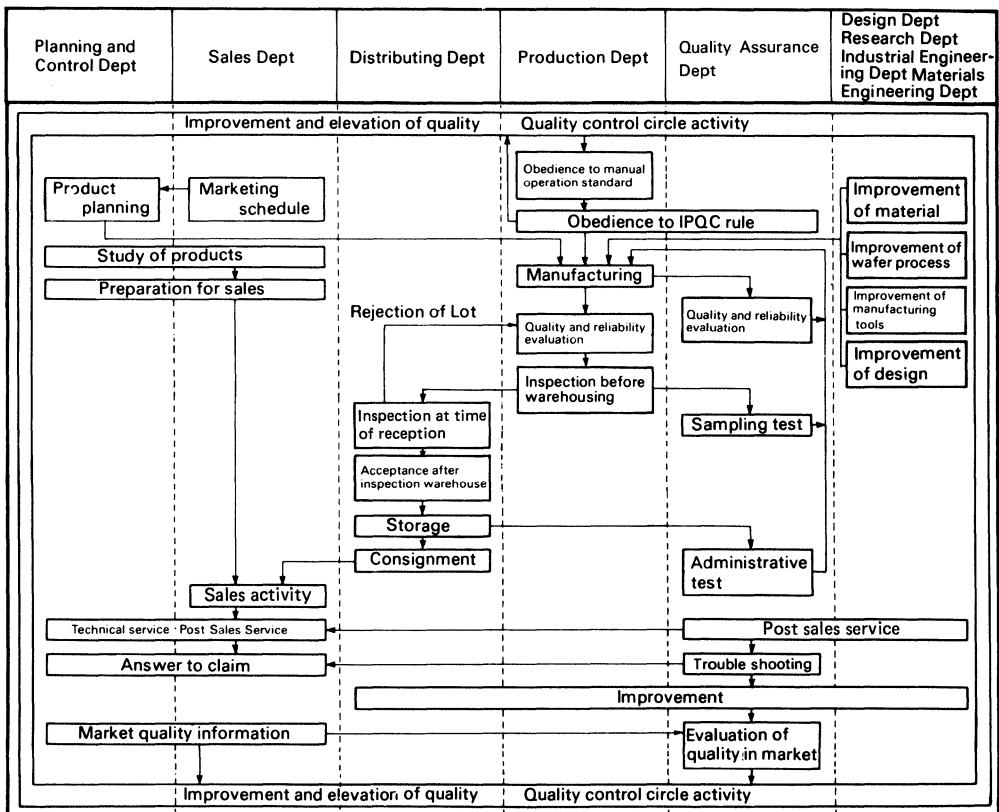 Planning and
Control Dept
Sales Dept
Distributing Dept
Production Dept
Quality Assurance
Dept
Design Dept
Research Dept
Industrial Engineer-
ing Dept Materials
Engineering Dept
Improvement and elevation of quality
Quality control circle activity
Obedience to manual
operation standard
Product
planning
Marketing
schedule
Improvement
of material
Obedience to IPQC rule
Study of products
Improvement of
wafer process
Manufacturing
Preparation for sales
Rejection of Lot
Quality and reliability
evaluation
Quality and reliability
evaluation
Improvement of
manufacturing
tools
Improvement
of design
Inspection before
warehousing
Inspection at time
of reception
Sampling test
Acceptance after
inspection warehouse
Storage
Consignment
Administrative
test
Sales activity
Technical service · Post Sales Service
Post sales service
Answer to claim
Trouble shooting
Improvement
Market quality information
Evaluation of
quality in market
Improvement and elevation of quality
Quality control circle activity